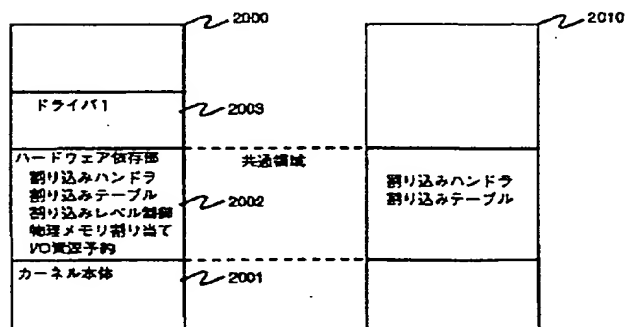 2000
2010
ドライバ1
2003
ハードウェア依存部
共通領域
割り込みハンドラ
割り込みテーブル
割り込みレベル制御
物理メモリ割り当て
I/O資源予約
2002
割り込みハンドラ
割り込みテーブル
カーネル本体
2001